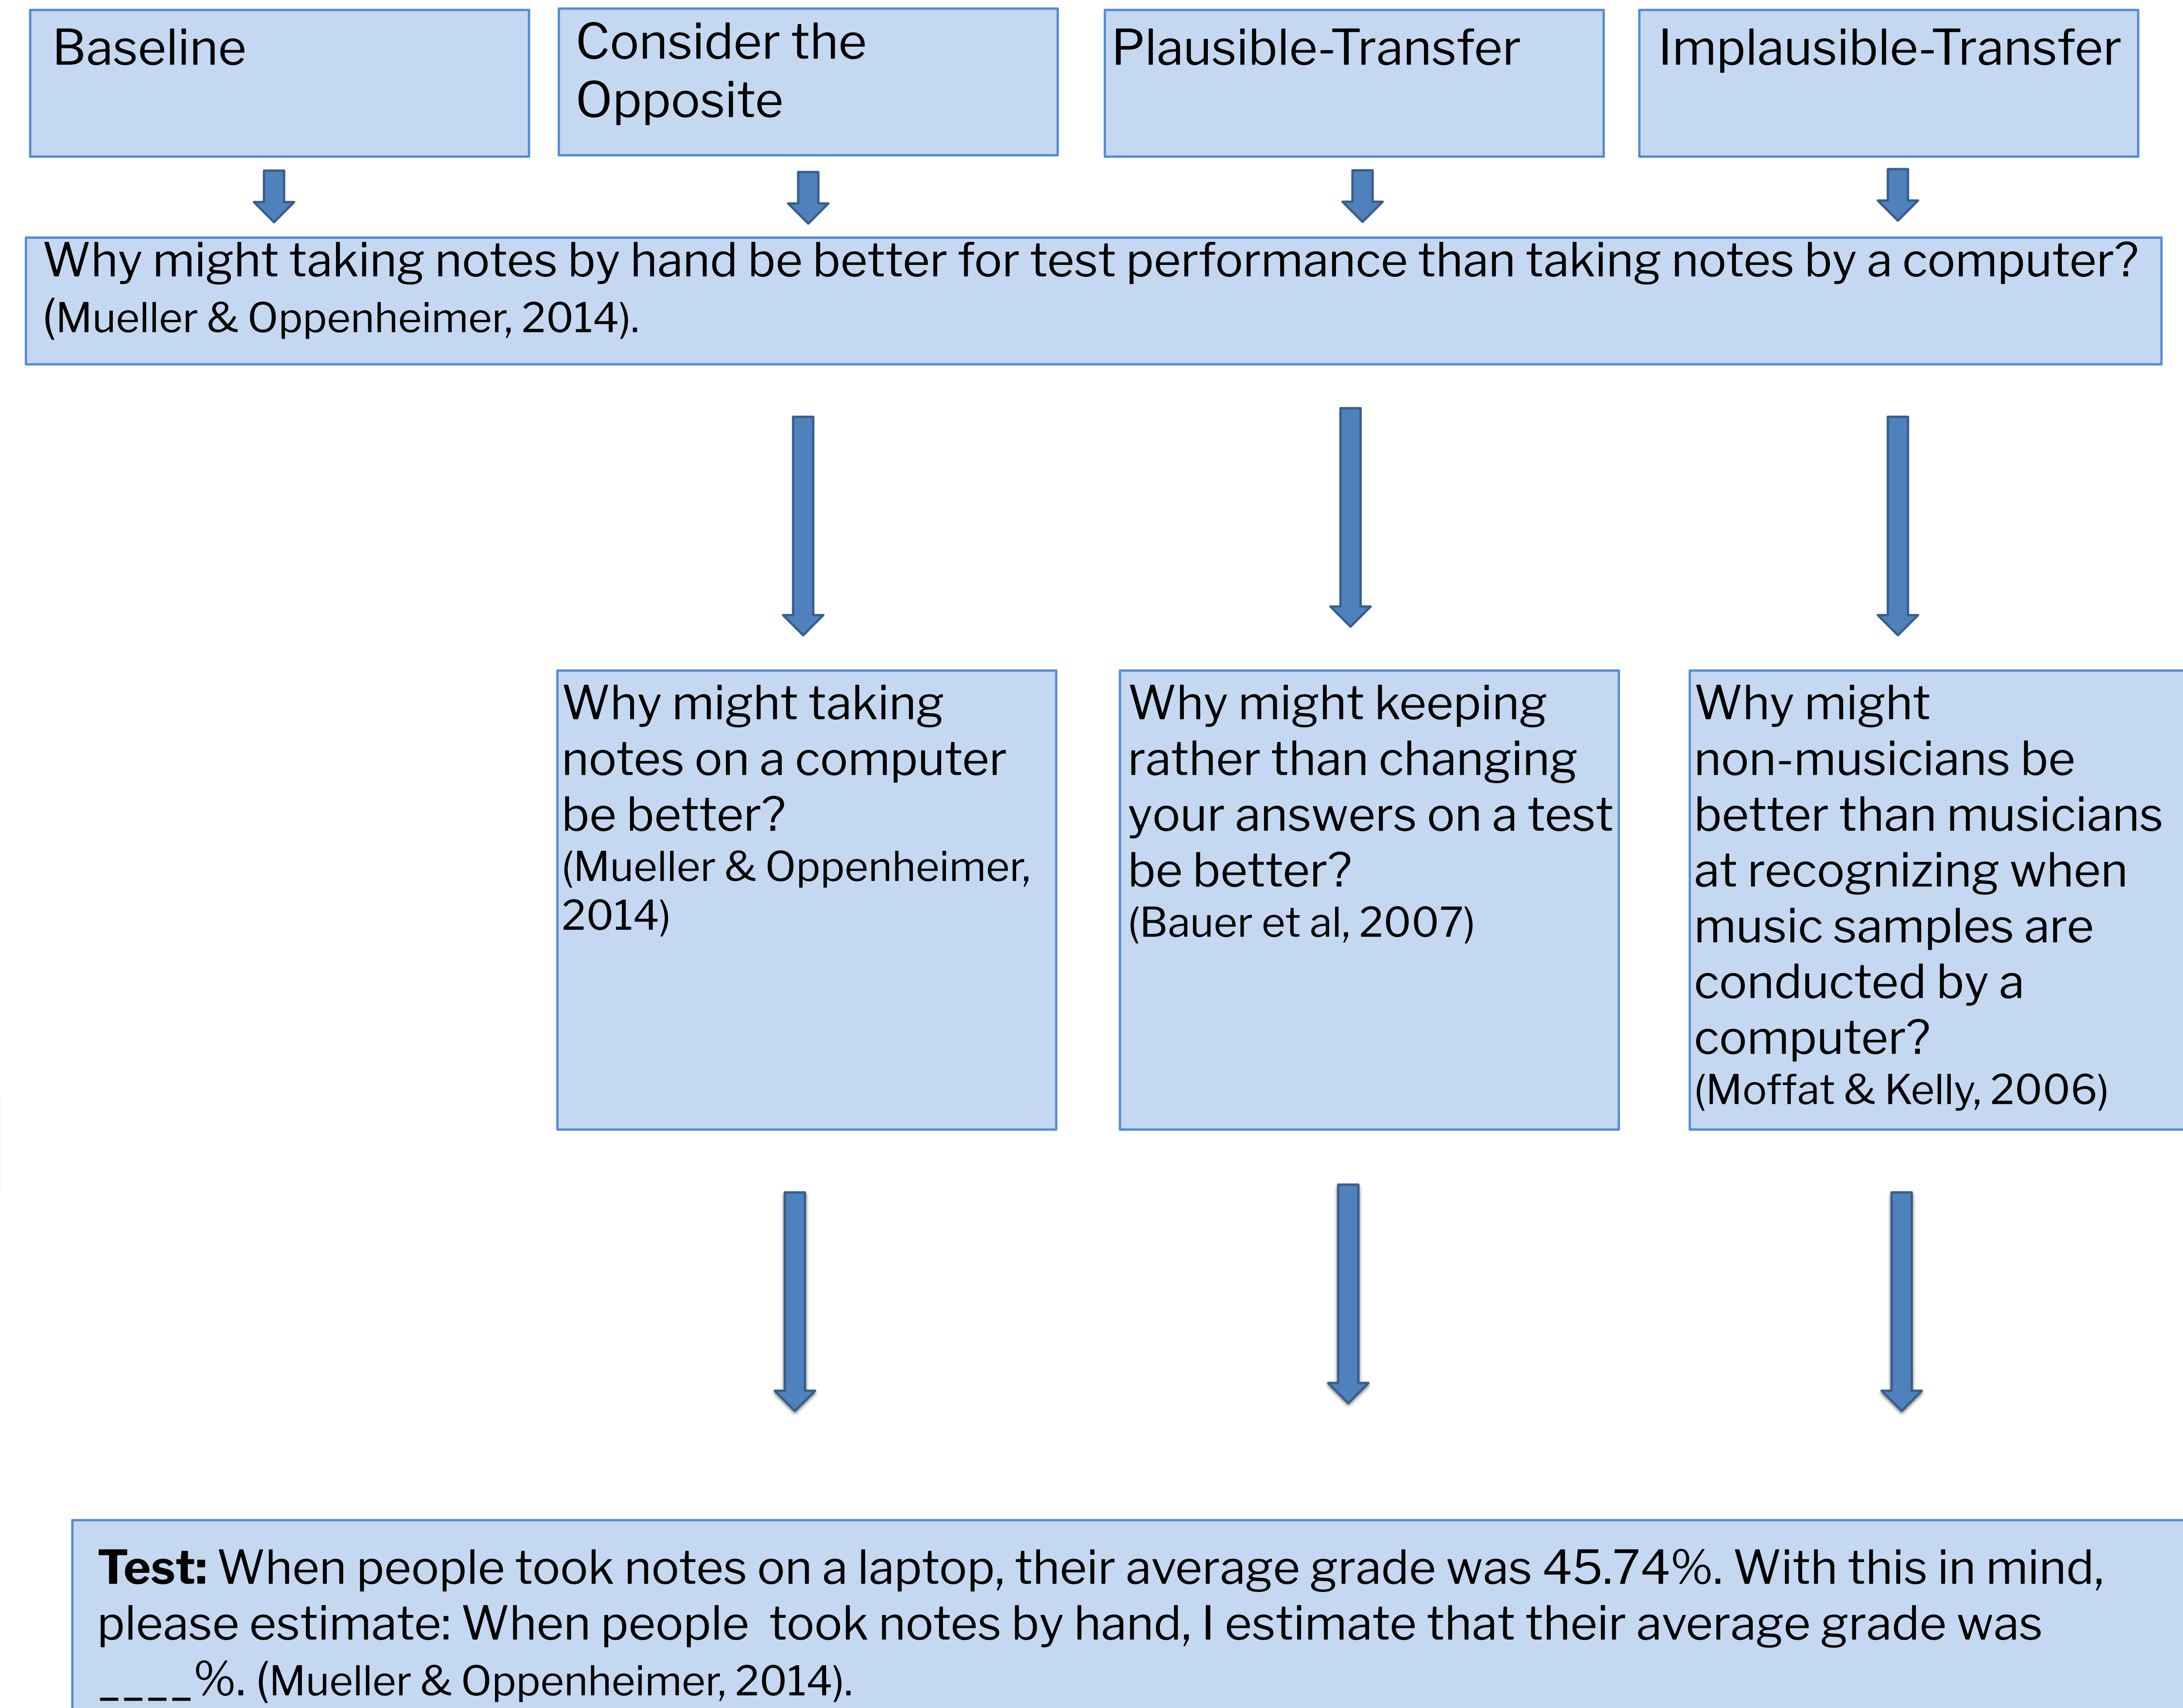 Baseline
Consider the
Opposite
Plausible-Transfer
Implausible-Transfer
Why might taking notes by hand be better for test performance than taking notes by a computer?
(Mueller & Oppenheimer, 2014).
Why might taking
notes on a computer
be better?
(Mueller & Oppenheimer,
2014)
Why might keeping
rather than changing
your answers on a test
be better?
(Bauer et al, 2007)
Why might
non-musicians be
better than musicians
at recognizing when
music samples are
conducted by a
computer?
(Moffat & Kelly, 2006)
Test: When people took notes on a laptop, their average grade was 45.74%. With this in mind,
please estimate: When people  took notes by hand, I estimate that their average grade was
____%. (Mueller & Oppenheimer, 2014).